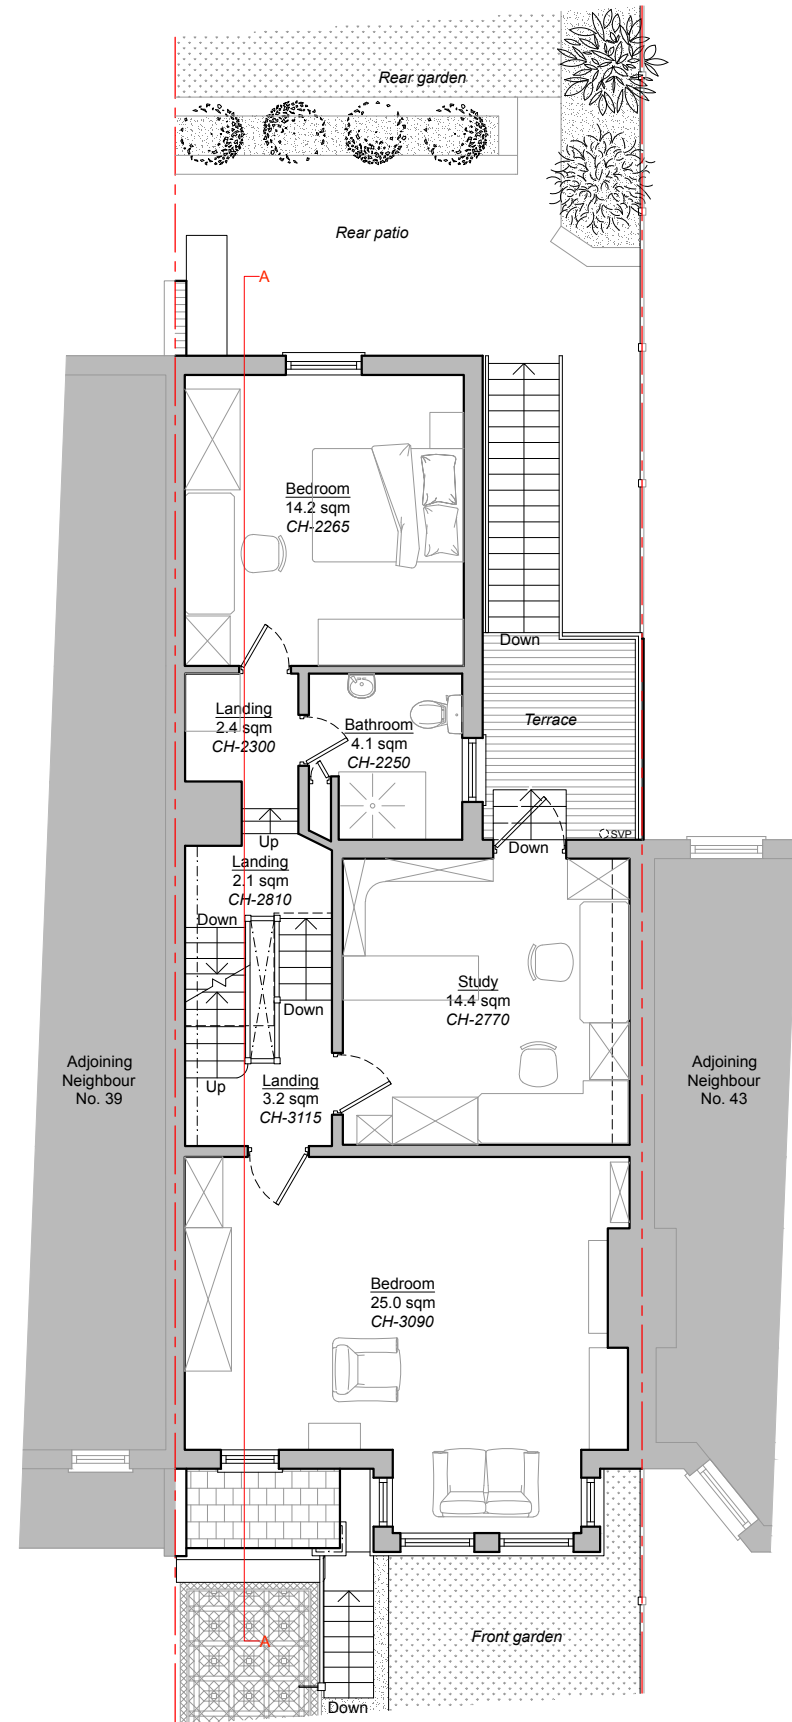 Rear garden
Rear patio
A
Bedroom
14.2 sqm
CH-2265
Down
Landing
2.4 sqm
CH-2300
Bathroom
4.1 sqm
CH-2250
Terrace
SVP
Up
Down
Landing
2.1 sqm
CH-2810
Down
Study
14.4 sqm
CH-2770
Down
Adjoining
Neighbour
No. 39
Up
Landing
3.2 sqm
CH-3115
Adjoining
Neighbour
No. 43
Bedroom
25.0 sqm
CH-3090
Front garden
A
Down